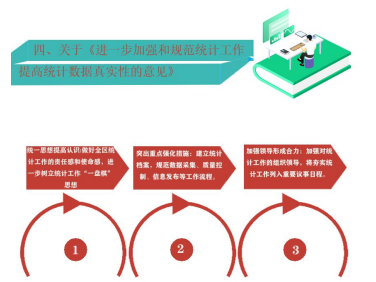 四、关于《进一步加强和规范统计工作
提高统计数据真实性的意见》
统一思想提高认识:做好全区统
计工作的责任感和使命感，进
一步树立统计工作“一盘棋”
思想
突出重点强化措施：建立统计
档案、规范数据采集、质量控
制、信息发布等工作流程。
加强领导形成合力：加强对统
计工作的组织领导，将夯实统
计工作列入重要议事日程。
1
2
3